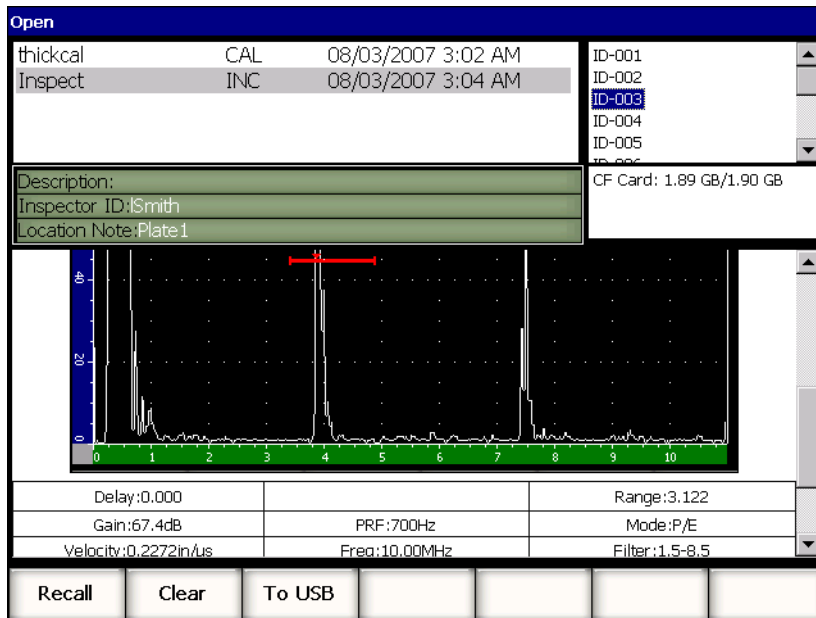 Open
thickcal CAL 08/03/2007 3:02 AM
Inspect INC 08/03/2007 3:04 AM
ID-001
ID-002
ID-003
ID-004
ID-005
Description:
Inspector ID:JSmith
Location Note:Plate1
CF Card: 1.89 GB/1.90 GB
40
20
0
0 1 2 3 4 5 6 7 8 9 10
Delay:0.000 Range:3.122
Gain:67.4dB PRF:700Hz Mode:P/E
Velocity:0.2272in/us Freq:10.00MHz Filter:1.5-8.5
Recall Clear To USB